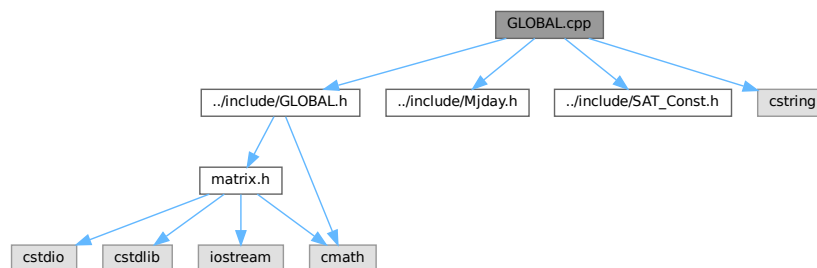 GLOBAL.cpp
../include/GLOBAL.h
../include/Mjday.h
../include/SAT_Const.h
cstring
matrix.h
cstdio
cstdlib
iostream
cmath